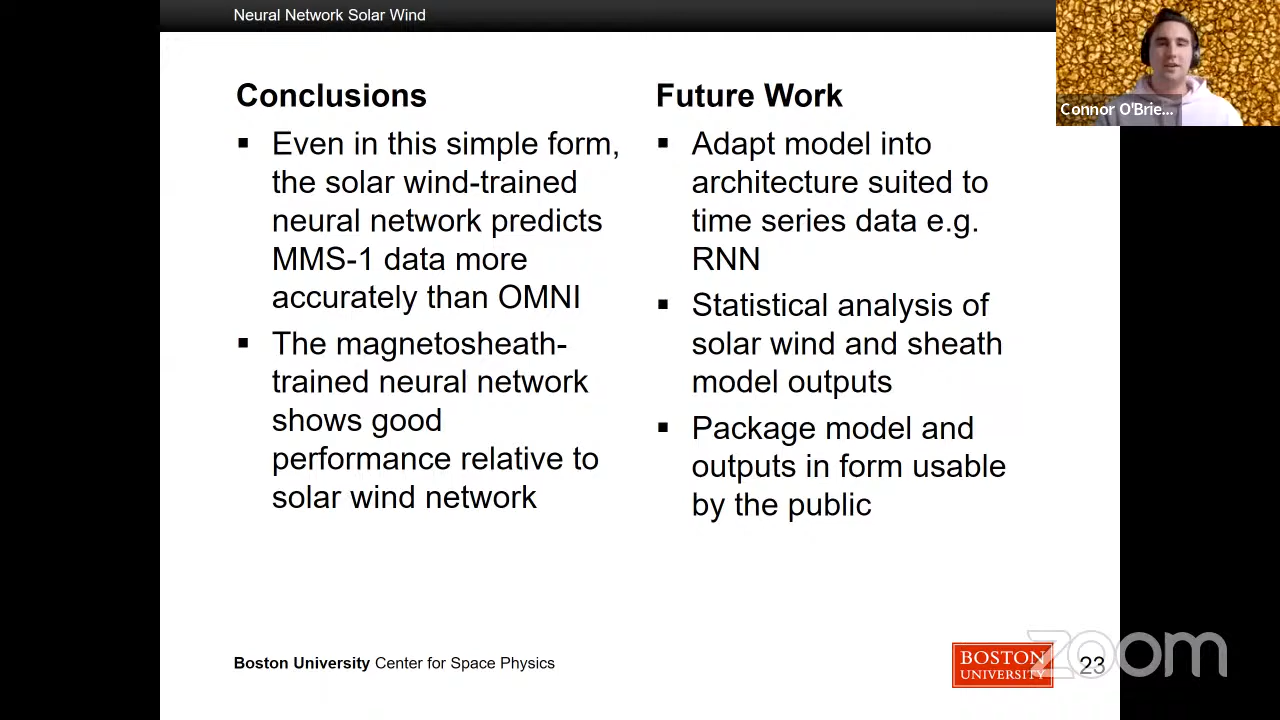 Neural Network Solar Wind
Connor O'Brie...
Conclusions
▪ Even in this simple form,
the solar wind-trained
neural network predicts
MMS-1 data more
accurately than OMNI
▪ The magnetosheath-
trained neural network
shows good
performance relative to
solar wind network
Future Work
▪ Adapt model into
architecture suited to
time series data e.g.
RNN
▪ Statistical analysis of
solar wind and sheath
model outputs
▪ Package model and
outputs in form usable
by the public
Boston University Center for Space Physics
BOSTON
UNIVERSITY
23
zoom